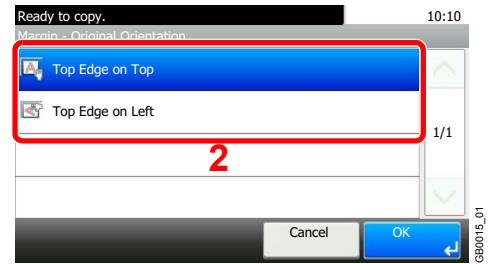 Ready to copy. 10:10
Margin - Original Orientation
Top Edge on Top
Top Edge on Left
1/1
2
Cancel OK
GB0015_01